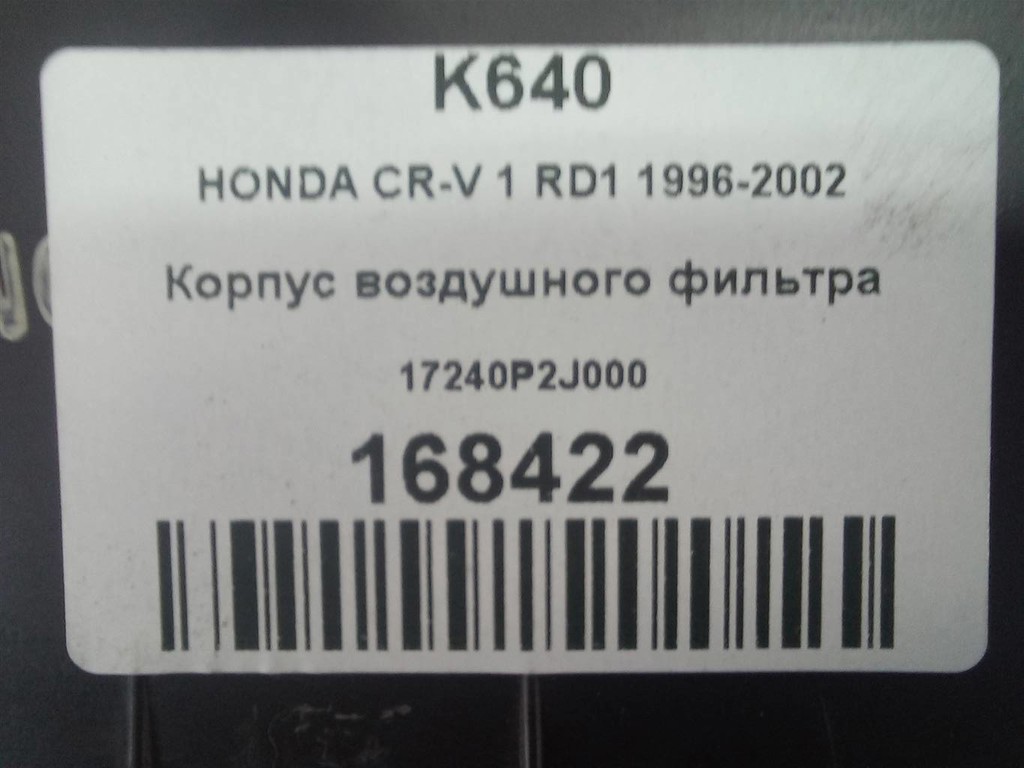 K640
HONDA CR-V 1 RD1 1996-2002
Корпус воздушного фильтра
17240P2J000
168422